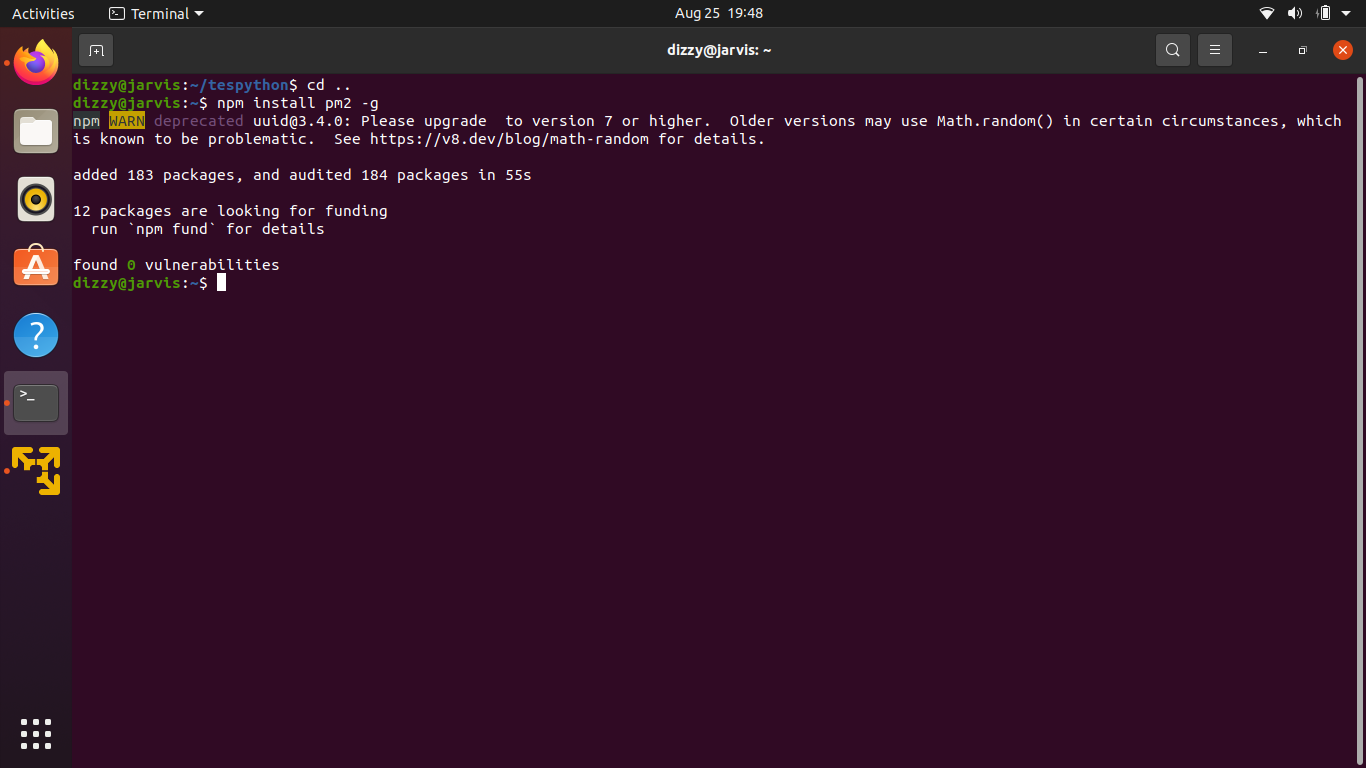 Activities Terminal Aug 25 19:48
dizzy@jarvis: ~
dizzy@jarvis:~/tespython$ cd ..
dizzy@jarvis:~$ npm install pm2 -g
npm WARN deprecated uuid@3.4.0: Please upgrade  to version 7 or higher.  Older versions may use Math.random() in certain circumstances, which
is known to be problematic.  See https://v8.dev/blog/math-random for details.
added 183 packages, and audited 184 packages in 55s
12 packages are looking for funding
  run `npm fund` for details
found 0 vulnerabilities
dizzy@jarvis:~$